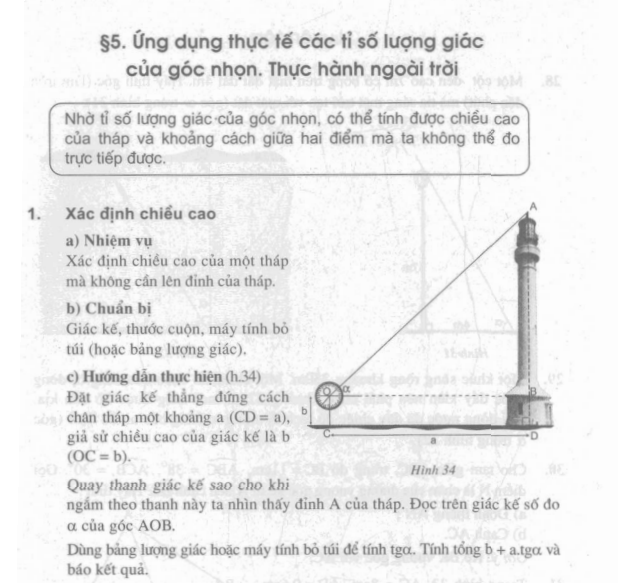 §5. Ứng dụng thực tế các tỉ số lượng giác
của góc nhọn. Thực hành ngoài trời
Nhờ tỉ số lượng giác của góc nhọn, có thể tính được chiều cao
của tháp và khoảng cách giữa hai điểm mà ta không thể đo
trực tiếp được.
1. Xác định chiều cao
a) Nhiệm vụ
Xác định chiều cao của một tháp
mà không cần lên đỉnh của tháp.
b) Chuẩn bị
Giác kế, thước cuộn, máy tính bỏ
túi (hoặc bảng lượng giác).
c) Hướng dẫn thực hiện (h.34)
Đặt giác kế thẳng đứng cách
chân tháp một khoảng a (CD = a),
giả sử chiều cao của giác kế là b
(OC = b).
A
O
α
B
b
C
a
D
Hình 34
Quay thanh giác kế sao cho khi
ngắm theo thanh này ta nhìn thấy đỉnh A của tháp. Đọc trên giác kế số đo
α của góc AOB.
Dùng bảng lượng giác hoặc máy tính bỏ túi để tính tgα. Tính tổng b + a.tgα và
báo kết quả.